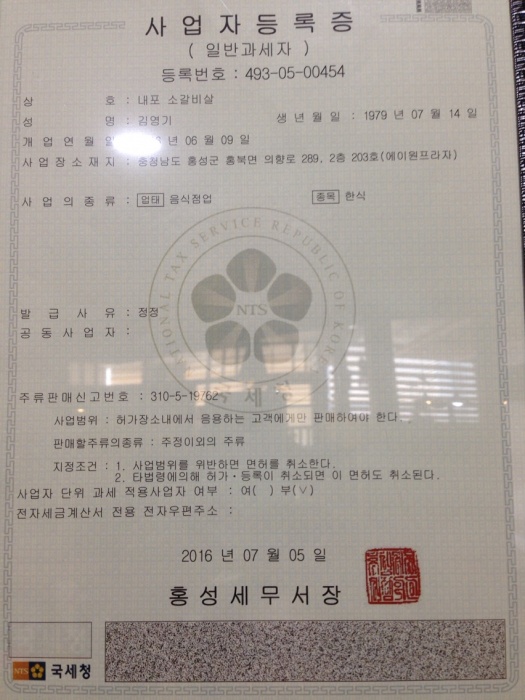 사업자등록증
( 일반과세자 )
등록번호 : 493-05-00454
상 호 : 내포 소갈비살
성 명 : 김영기 생 년 월 일 : 1979 년 07 월 14 일
개 업 연 월 일 년 06 월 09 일
사 업 장 소 재 지 : 충청남도 홍성군 홍북면 의향로 289, 2층 203호(에이원프라자)
사 업 의 종 류 : 업태 음식점업 종목 한식
NATIONAL TAX SERVICE REPUBLIC OF KOREA
NTS
국세청
발 급 사 유 : 정정
공 동 사 업 자 :
주류판매신고번호 : 310-5-19762
사업범위 : 허가장소내에서 음용하는 고객에게만 판매하여야 한다.
판매할주류의종류 : 주정이외의 주류
지정조건 : 1. 사업범위를 위반하면 면허를 취소한다.
2. 타법령에의해 허가·등록이 취소되면 이 면허도 취소된다.
사업자 단위 과세 적용사업자 여부 : 여( ) 부(∨)
전자세금계산서 전용 전자우편주소 :
2016 년 07 월 05 일
홍성세무서장
NTS 국세청